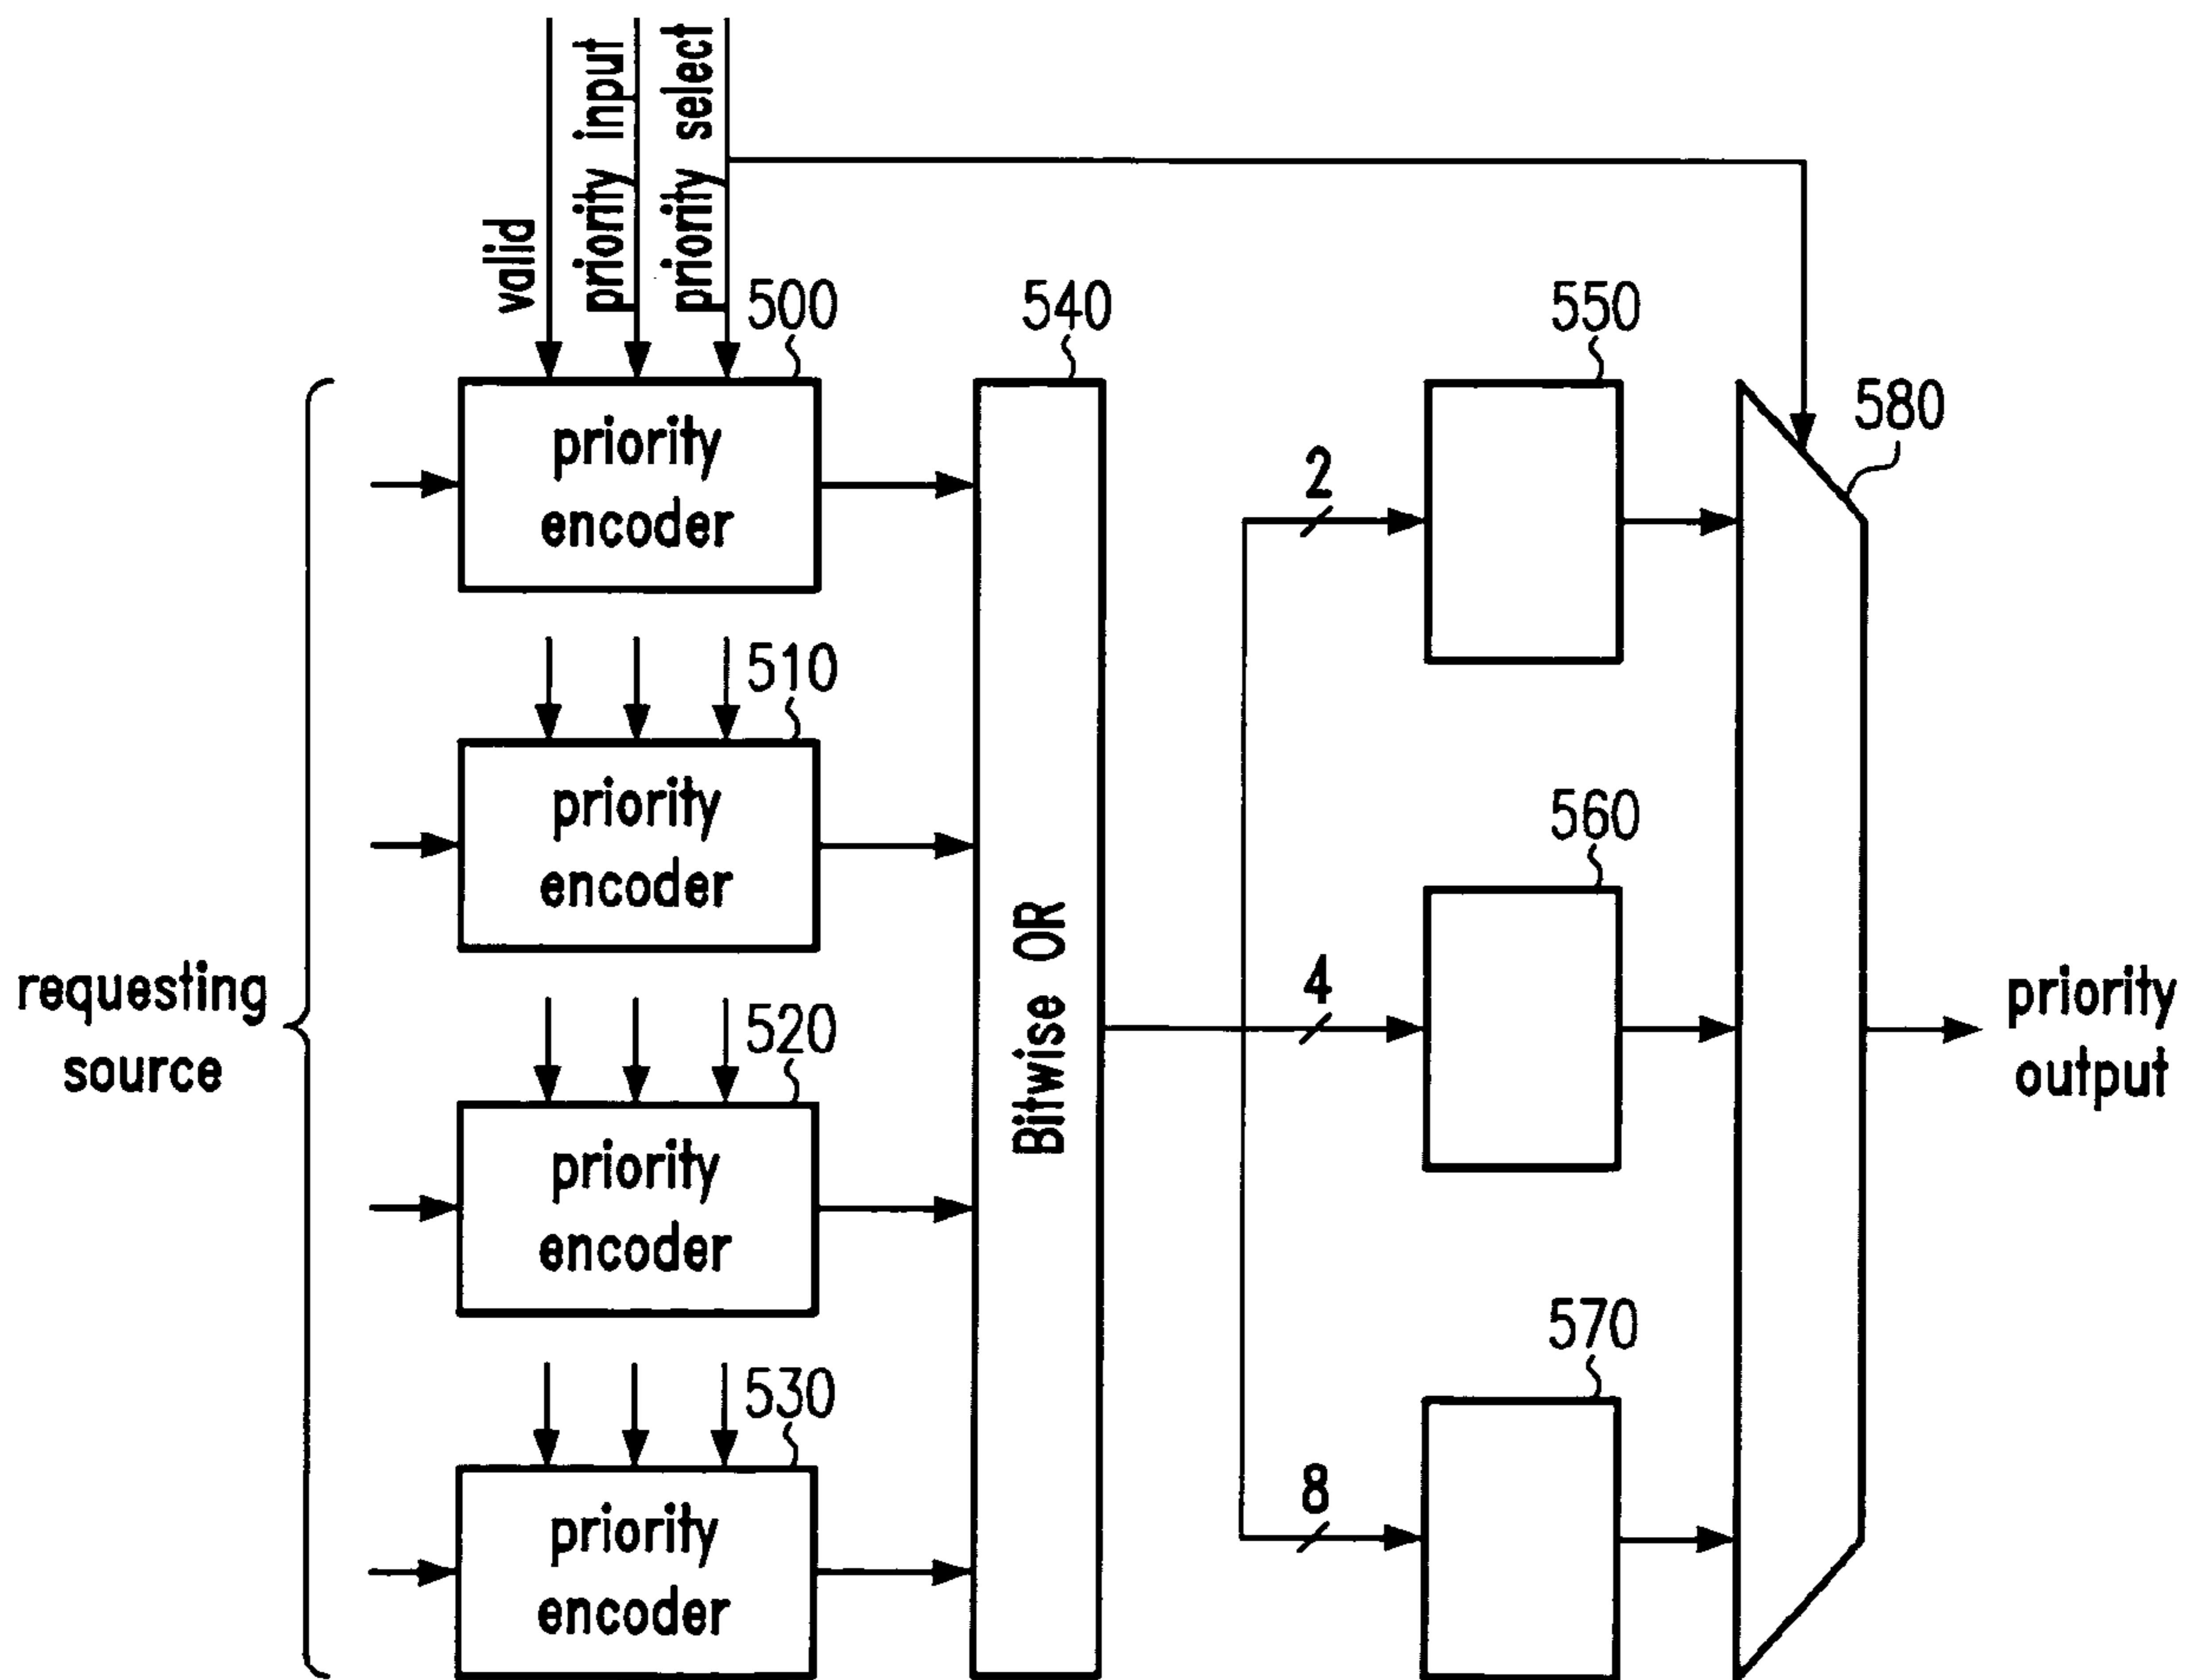 valid
priority input
priority select
500
540
550
580
priority
encoder
2
510
priority
encoder
560
Bitwise OR
requesting
source
520
4
priority
output
priority
encoder
570
530
8
priority
encoder